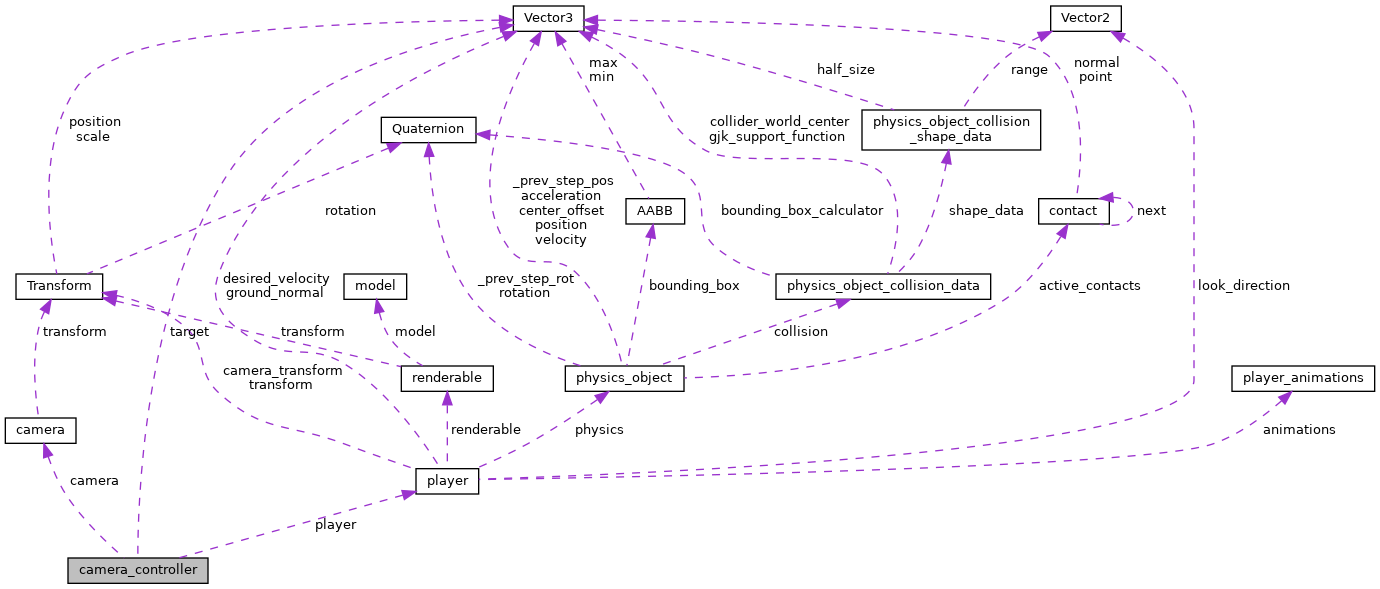 Vector3
Vector2
max
min
half_size
range
normal
point
position
scale
Quaternion
collider_world_center
gjk_support_function
physics_object_collision
_shape_data
_prev_step_pos
acceleration
center_offset
position
velocity
rotation
AABB
bounding_box_calculator
shape_data
contact
next
Transform
desired_velocity
ground_normal
model
_prev_step_rot
rotation
bounding_box
physics_object_collision_data
active_contacts
look_direction
transform
target
transform
model
collision
camera_transform
transform
renderable
physics_object
player_animations
camera
renderable
physics
animations
camera
player
player
camera_controller